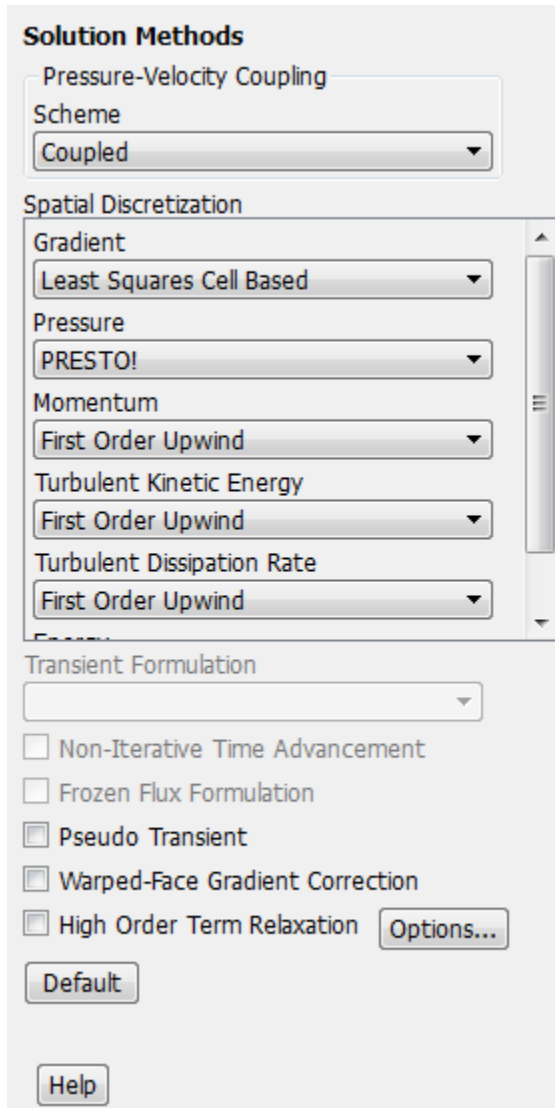 Solution Methods
Pressure-Velocity Coupling
Scheme
Coupled
Spatial Discretization
Gradient
Least Squares Cell Based
Pressure
PRESTO!
Momentum
First Order Upwind
Turbulent Kinetic Energy
First Order Upwind
Turbulent Dissipation Rate
First Order Upwind
Energy
Transient Formulation
Non-Iterative Time Advancement
Frozen Flux Formulation
Pseudo Transient
Warped-Face Gradient Correction
High Order Term Relaxation Options...
Default
Help